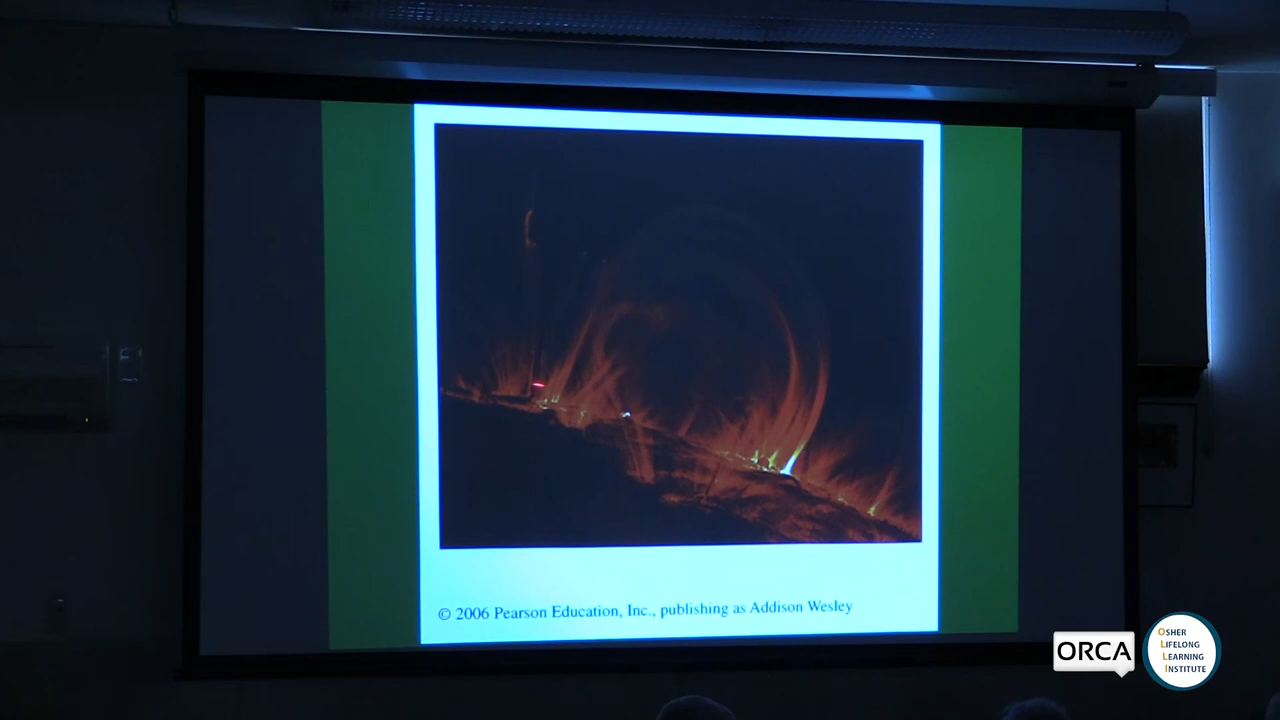 © 2006 Pearson Education, Inc., publishing as Addison Wesley
ORCA
OSHER
LIFELONG
LEARNING
INSTITUTE